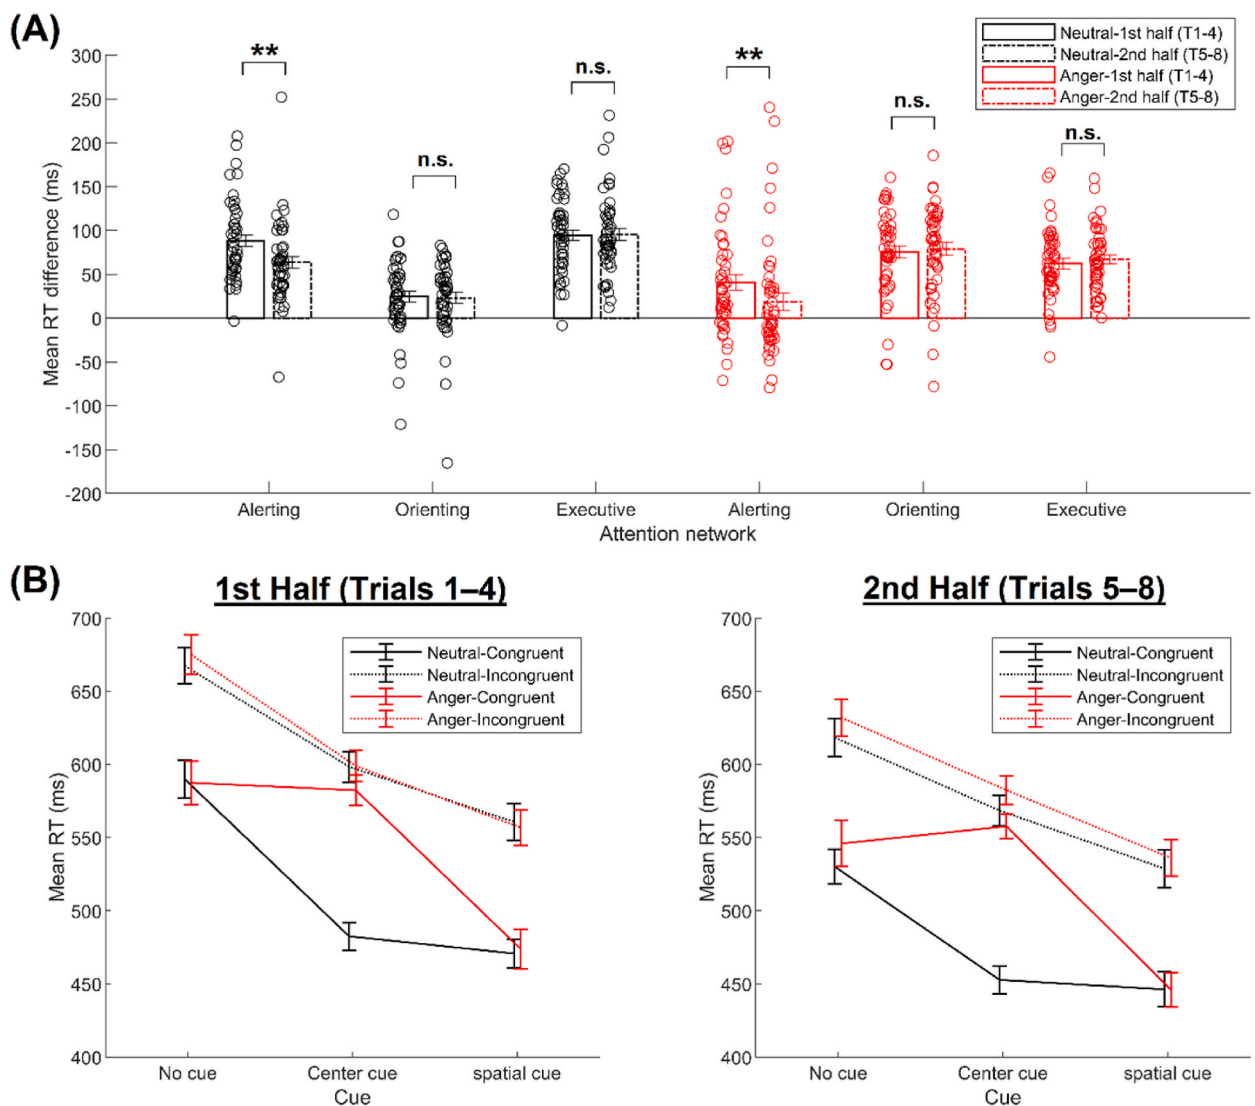 (A)
Neutral-1st half (T1-4)
Neutral-2nd half (T5-8)
Anger-1st half (T1-4)
Anger-2nd half (T5-8)
**
n.s.
n.s.
**
n.s.
n.s.
300
250
200
150
100
50
0
-50
-100
-150
-200
Mean RT difference (ms)
Alerting Orienting Executive Alerting Orienting Executive
Attention network
(B)
1st Half (Trials 1–4)
700
650
600
550
500
450
400
Mean RT (ms)
Neutral-Congruent
Neutral-Incongruent
Anger-Congruent
Anger-Incongruent
No cue Center cue spatial cue
Cue
2nd Half (Trials 5–8)
700
650
600
550
500
450
400
Mean RT (ms)
Neutral-Congruent
Neutral-Incongruent
Anger-Congruent
Anger-Incongruent
No cue Center cue spatial cue
Cue